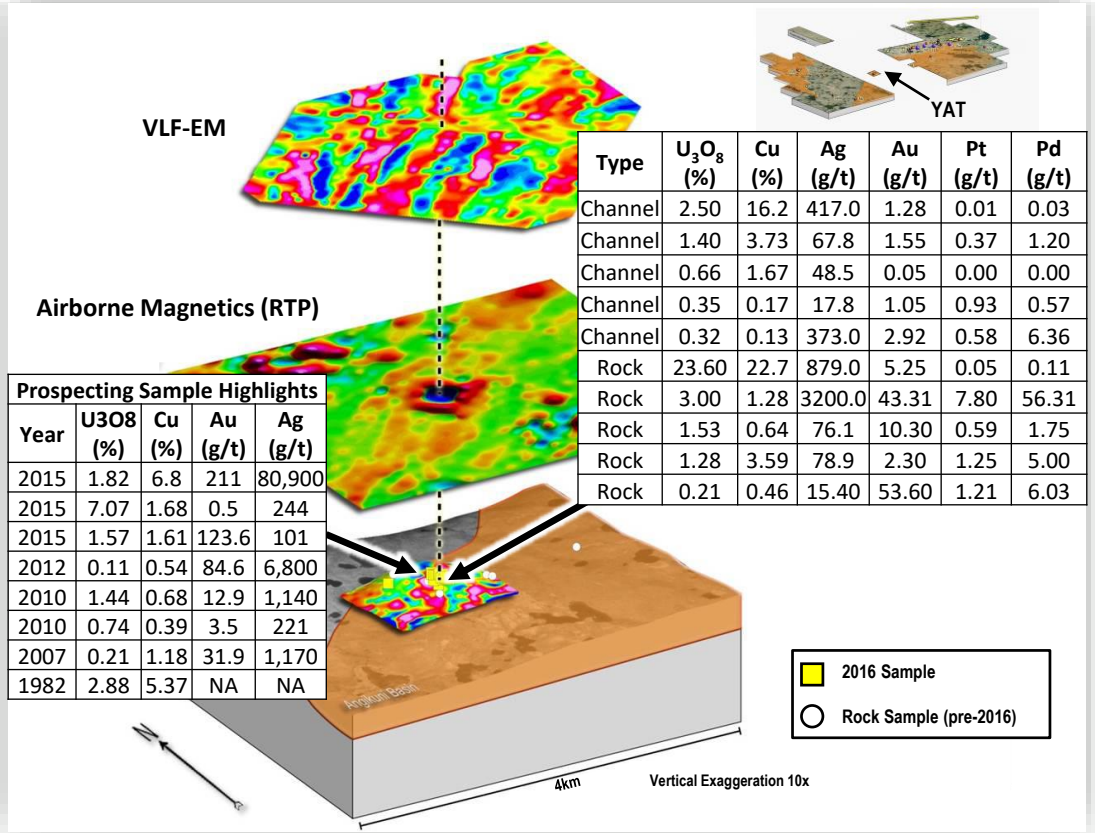 VLF-EM
YAT
Type U₃O₈ (%) Cu (%) Ag (g/t) Au (g/t) Pt (g/t) Pd (g/t)
Channel 2.50 16.2 417.0 1.28 0.01 0.03
Channel 1.40 3.73 67.8 1.55 0.37 1.20
Channel 0.66 1.67 48.5 0.05 0.00 0.00
Channel 0.35 0.17 17.8 1.05 0.93 0.57
Channel 0.32 0.13 373.0 2.92 0.58 6.36
Rock 23.60 22.7 879.0 5.25 0.05 0.11
Rock 3.00 1.28 3200.0 43.31 7.80 56.31
Rock 1.53 0.64 76.1 10.30 0.59 1.75
Rock 1.28 3.59 78.9 2.30 1.25 5.00
Rock 0.21 0.46 15.40 53.60 1.21 6.03
Airborne Magnetics (RTP)
Prospecting Sample Highlights
Year U3O8 (%) Cu (%) Au (g/t) Ag (g/t)
2015 1.82 6.8 211 80,900
2015 7.07 1.68 0.5 244
2015 1.57 1.61 123.6 101
2012 0.11 0.54 84.6 6,800
2010 1.44 0.68 12.9 1,140
2010 0.74 0.39 3.5 221
2007 0.21 1.18 31.9 1,170
1982 2.88 5.37 NA NA
Angikuni Basin
2016 Sample
Rock Sample (pre-2016)
N
4km
Vertical Exaggeration 10x